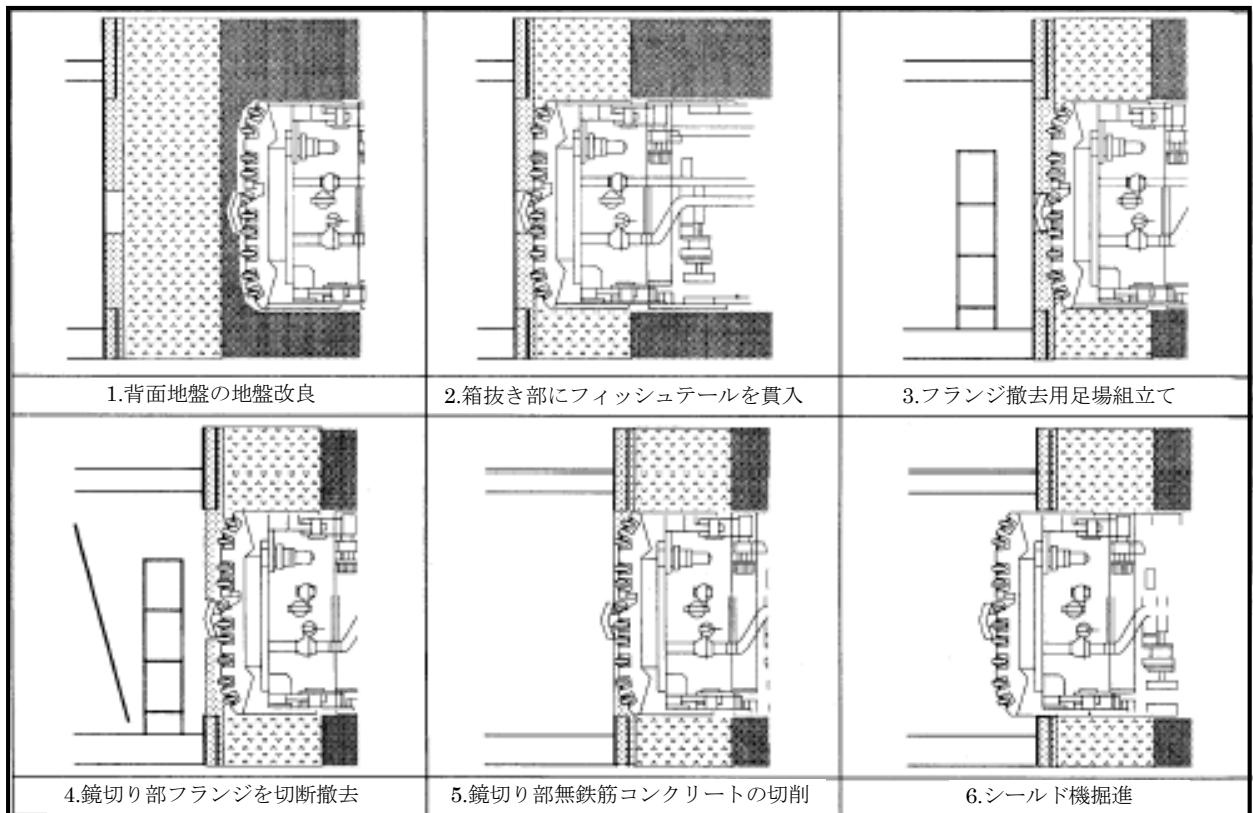 1.背面地盤の地盤改良
2.箱抜き部にフィッシュテールを貫入
3.フランジ撤去用足場組立て
4.鏡切り部フランジを切断撤去
5.鏡切り部無鉄筋コンクリートの切削
6.シールド機掘進